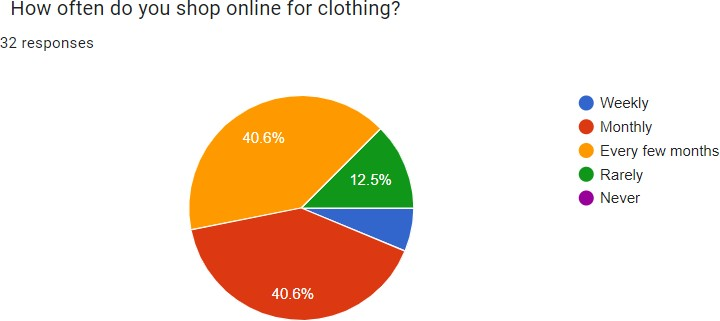 How often do you shop online for clothing?
32 responses
40.6%
12.5%
40.6%
Weekly
Monthly
Every few months
Rarely
Never